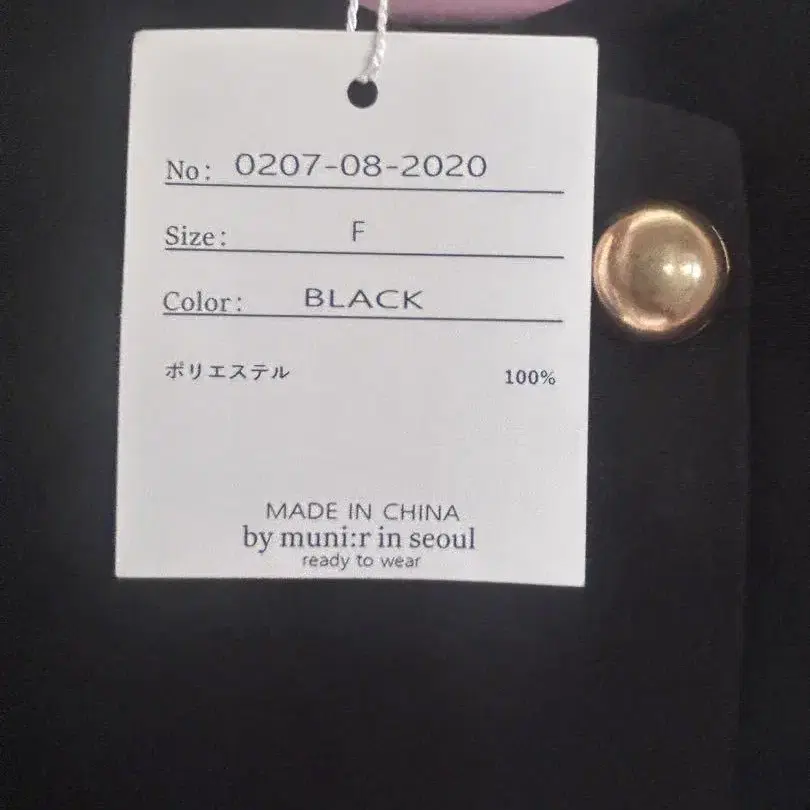 No: 0207-08-2020
Size: F
Color: BLACK
ポリエステル 100%
MADE IN CHINA
by muni:r in seoul
ready to wear